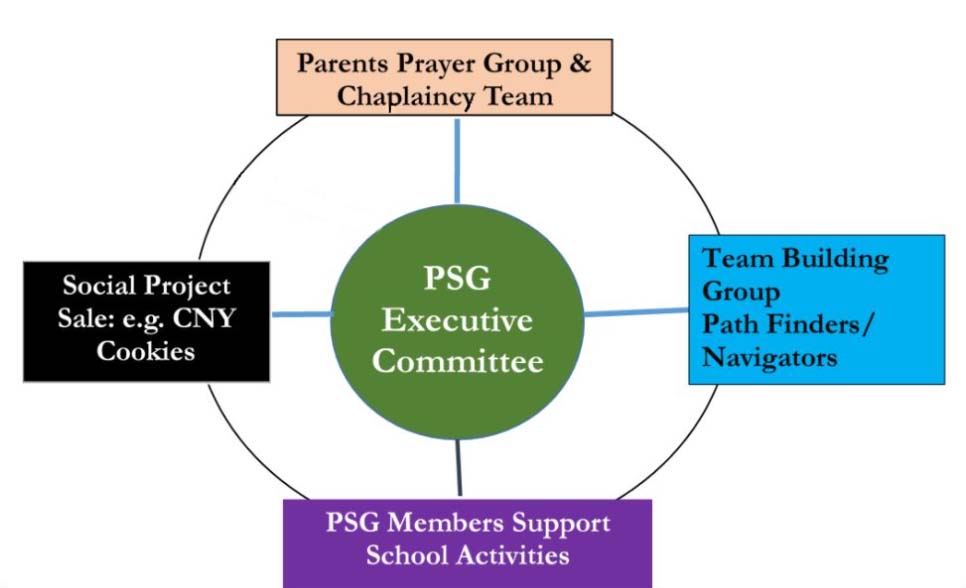 Parents Prayer Group &
Chaplaincy Team
Social Project
Sale: e.g. CNY
Cookies
PSG
Executive
Committee
Team Building
Group
Path Finders/
Navigators
PSG Members Support
School Activities